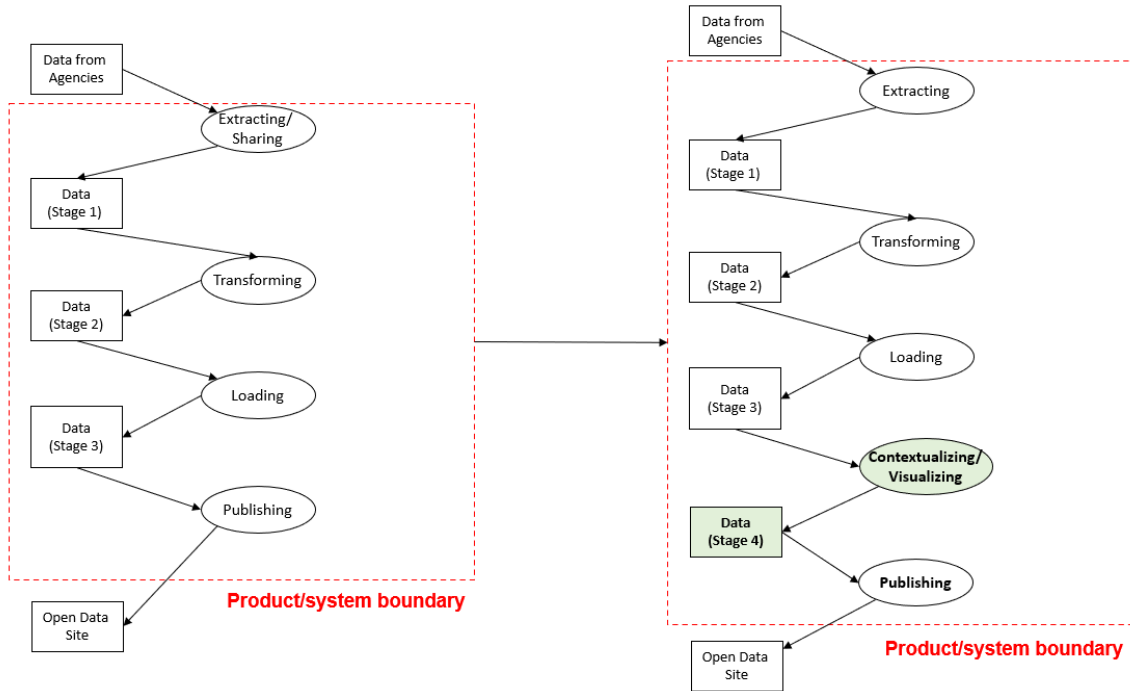 Data from
Agencies
Extracting/
Sharing
Data
(Stage 1)
Transforming
Data
(Stage 2)
Loading
Data
(Stage 3)
Publishing
Product/system boundary
Open Data
Site
Data from
Agencies
Extracting
Data
(Stage 1)
Transforming
Data
(Stage 2)
Loading
Data
(Stage 3)
Contextualizing/
Visualizing
Data
(Stage 4)
Publishing
Product/system boundary
Open Data
Site